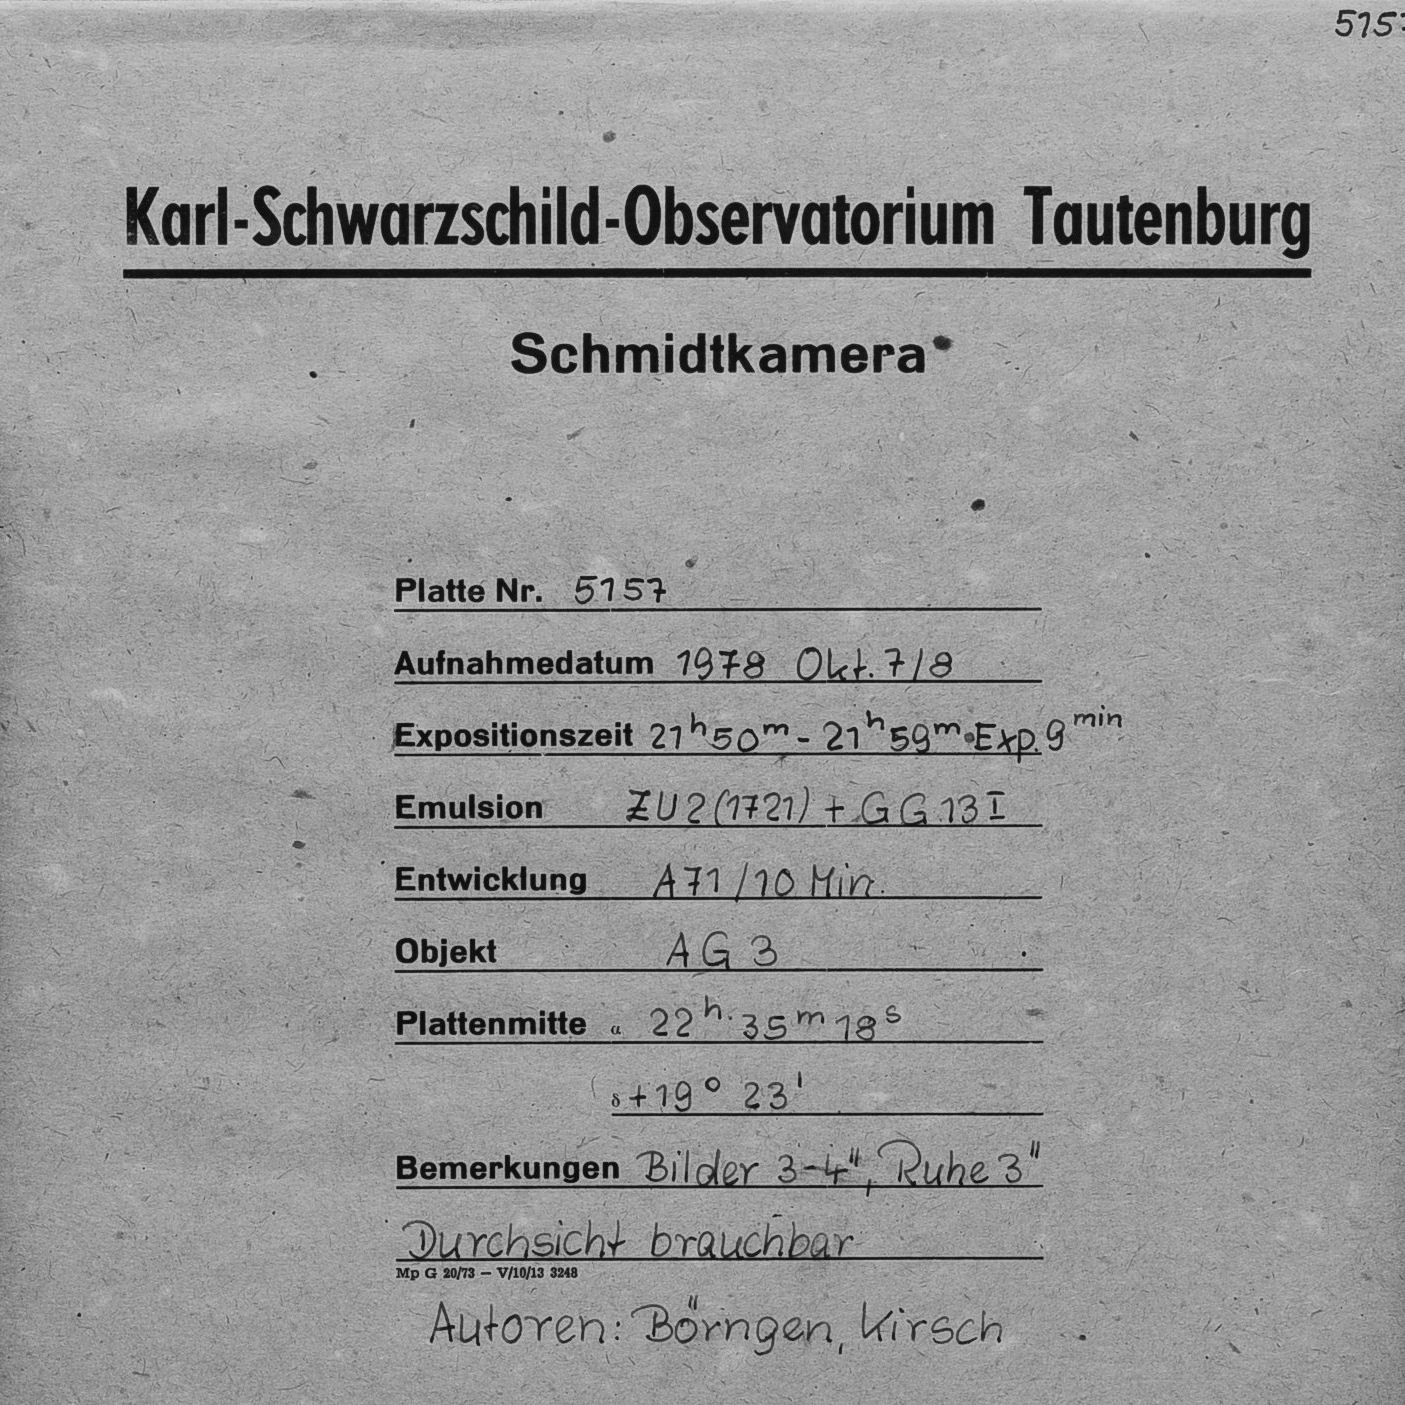 5157
Karl-Schwarzschild-Observatorium Tautenburg
Schmidtkamera
Platte Nr. 5157
Aufnahmedatum 1978 Okt. 7/8
Expositionszeit 21h50m - 21h59m Exp. 9min
Emulsion ZU2(1721) + GG13 I
Entwicklung A71/10 Min.
Objekt AG 3
Plattenmitte α 22h 35m 18s
δ +19° 23'
Bemerkungen Bilder 3-4", Ruhe 3"
Durchsicht brauchbar
Mp G 20/73 — V/10/13 3248
Autoren: Börngen, Kirsch